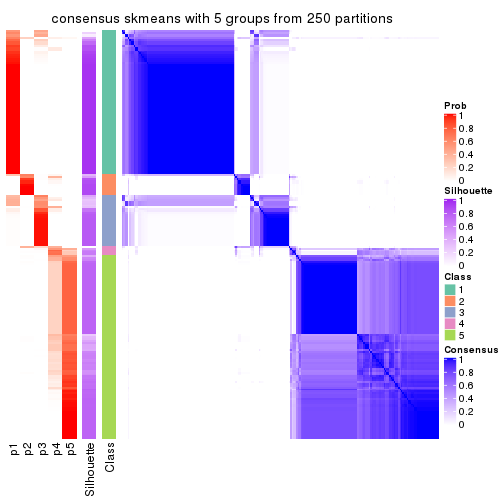 consensus skmeans with 5 groups from 250 partitions
Prob
1
0.8
0.6
0.4
0.2
0
Silhouette
1
0.8
0.6
0.4
0.2
0
Class
1
2
3
4
5
Consensus
1
0.8
0.6
0.4
0.2
0
p1
p2
p3
p4
p5
Silhouette
Class